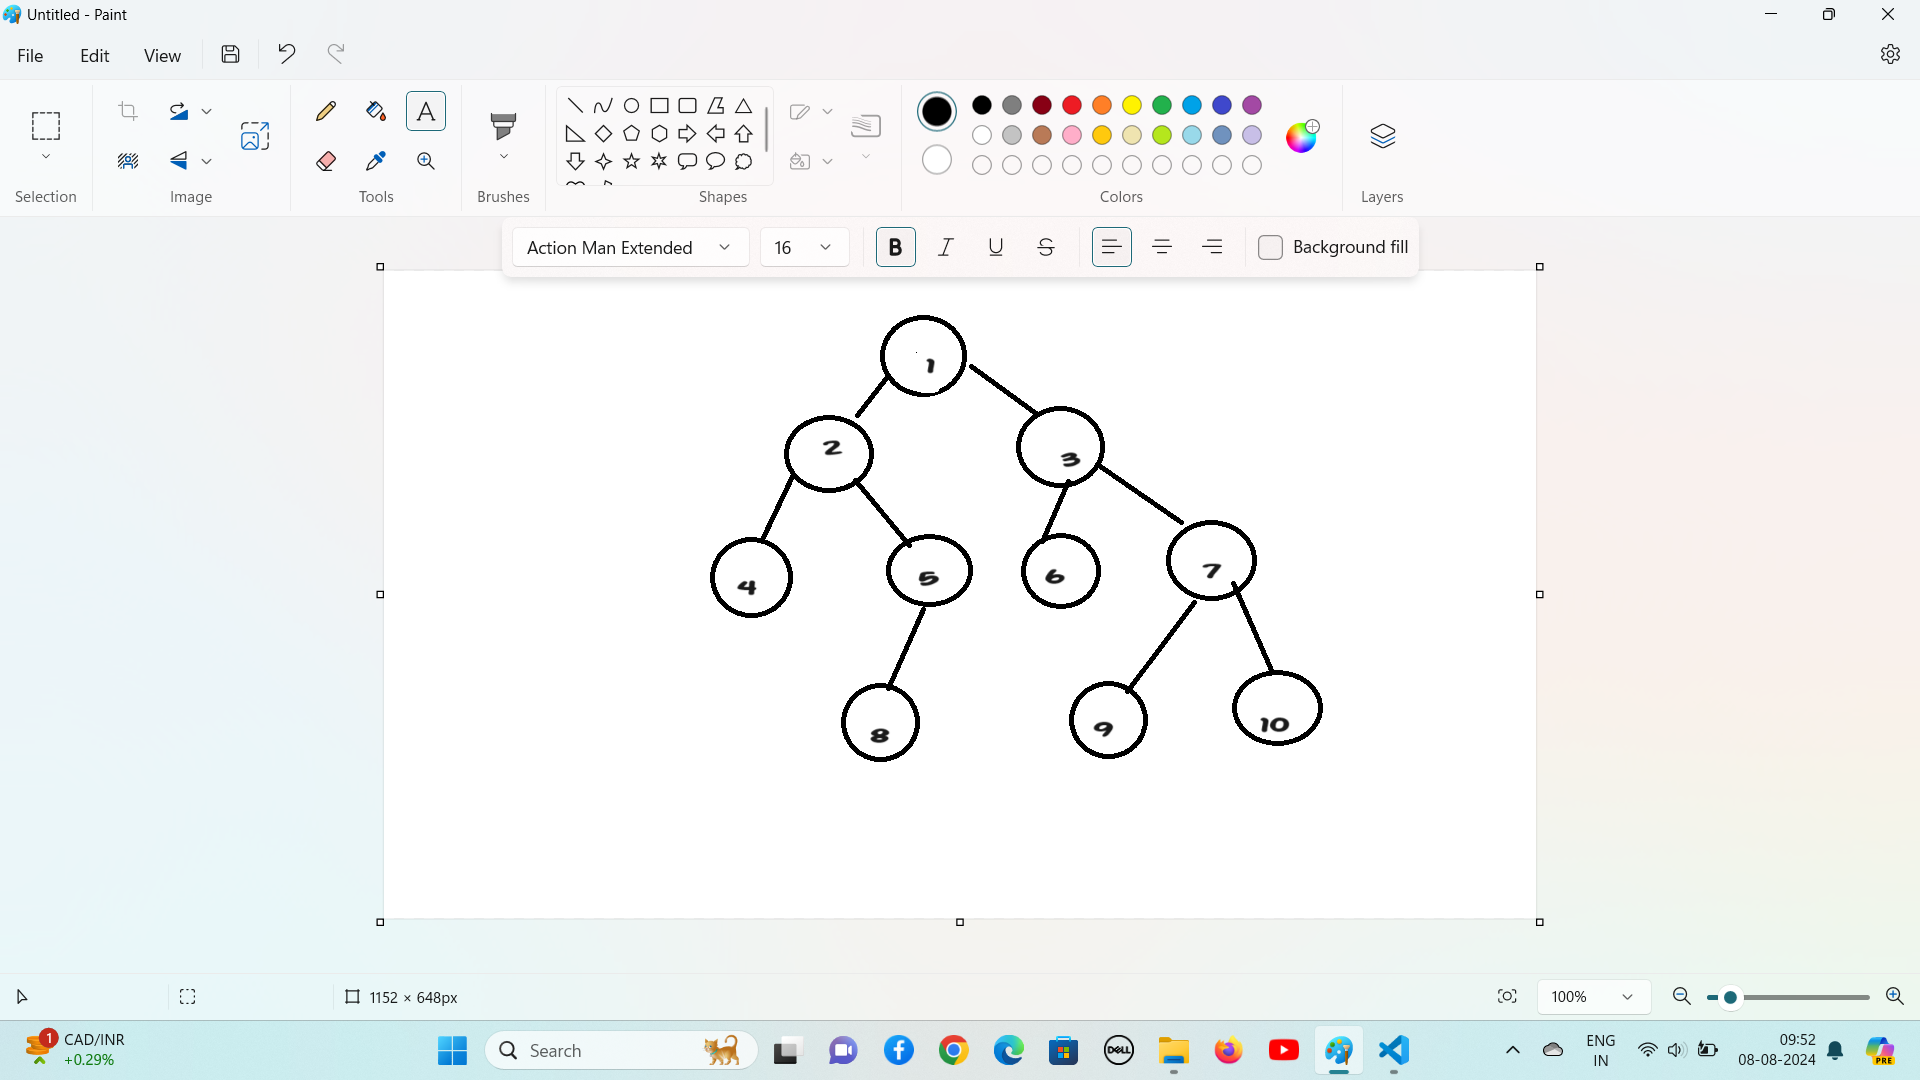 Untitled - Paint
File Edit View
A
Selection Image Tools Brushes Shapes Colors Layers
Action Man Extended 16 B I U S Background fill
1
2 3
4 5 6 7
8 9 10
1152 × 648px 100%
1 CAD/INR
+0.29%
Search
DELL
ENG
IN
09:52
08-08-2024
PRE